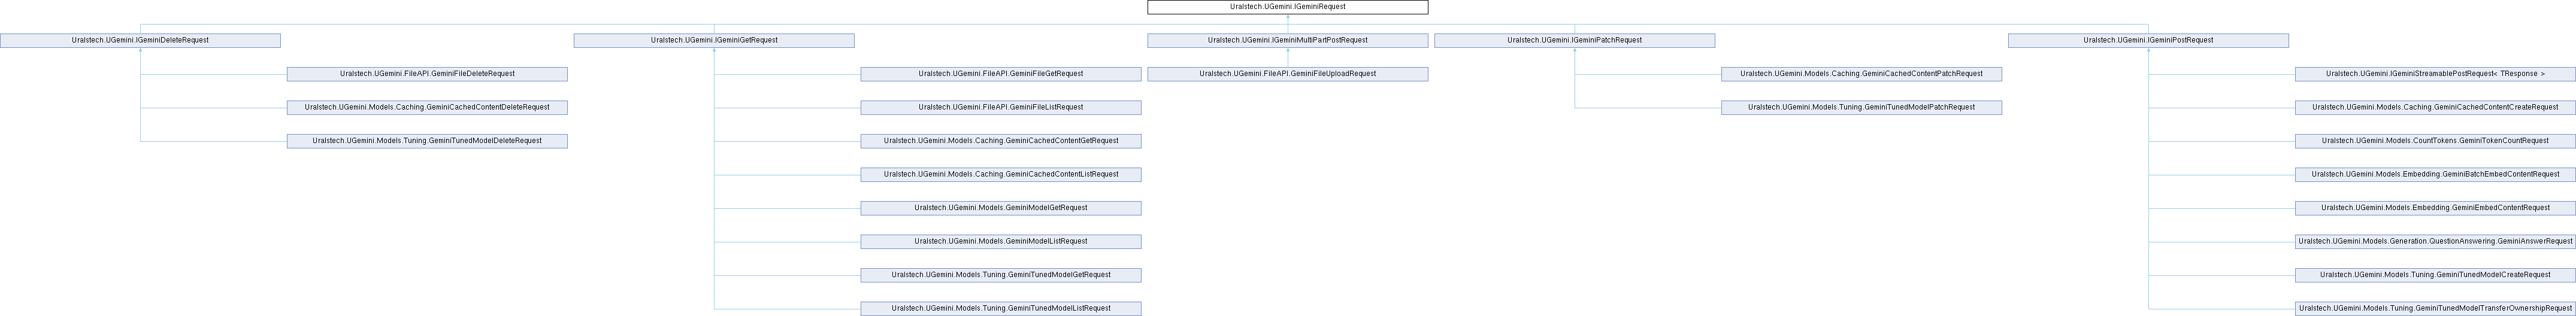 Uralstech.UGemini.IGeminiRequest
Uralstech.UGemini.IGeminiDeleteRequest
Uralstech.UGemini.IGeminiGetRequest
Uralstech.UGemini.IGeminiMultiPartPostRequest
Uralstech.UGemini.IGeminiPatchRequest
Uralstech.UGemini.IGeminiPostRequest
Uralstech.UGemini.FileAPI.GeminiFileDeleteRequest
Uralstech.UGemini.FileAPI.GeminiFileGetRequest
Uralstech.UGemini.FileAPI.GeminiFileUploadRequest
Uralstech.UGemini.Models.Caching.GeminiCachedContentPatchRequest
Uralstech.UGemini.IGeminiStreamablePostRequest< TResponse >
Uralstech.UGemini.Models.Caching.GeminiCachedContentDeleteRequest
Uralstech.UGemini.FileAPI.GeminiFileListRequest
Uralstech.UGemini.Models.Tuning.GeminiTunedModelPatchRequest
Uralstech.UGemini.Models.Caching.GeminiCachedContentCreateRequest
Uralstech.UGemini.Models.Tuning.GeminiTunedModelDeleteRequest
Uralstech.UGemini.Models.Caching.GeminiCachedContentGetRequest
Uralstech.UGemini.Models.CountTokens.GeminiTokenCountRequest
Uralstech.UGemini.Models.Caching.GeminiCachedContentListRequest
Uralstech.UGemini.Models.Embedding.GeminiBatchEmbedContentRequest
Uralstech.UGemini.Models.GeminiModelGetRequest
Uralstech.UGemini.Models.Embedding.GeminiEmbedContentRequest
Uralstech.UGemini.Models.GeminiModelListRequest
Uralstech.UGemini.Models.Generation.QuestionAnswering.GeminiAnswerRequest
Uralstech.UGemini.Models.Tuning.GeminiTunedModelGetRequest
Uralstech.UGemini.Models.Tuning.GeminiTunedModelCreateRequest
Uralstech.UGemini.Models.Tuning.GeminiTunedModelListRequest
Uralstech.UGemini.Models.Tuning.GeminiTunedModelTransferOwnershipRequest